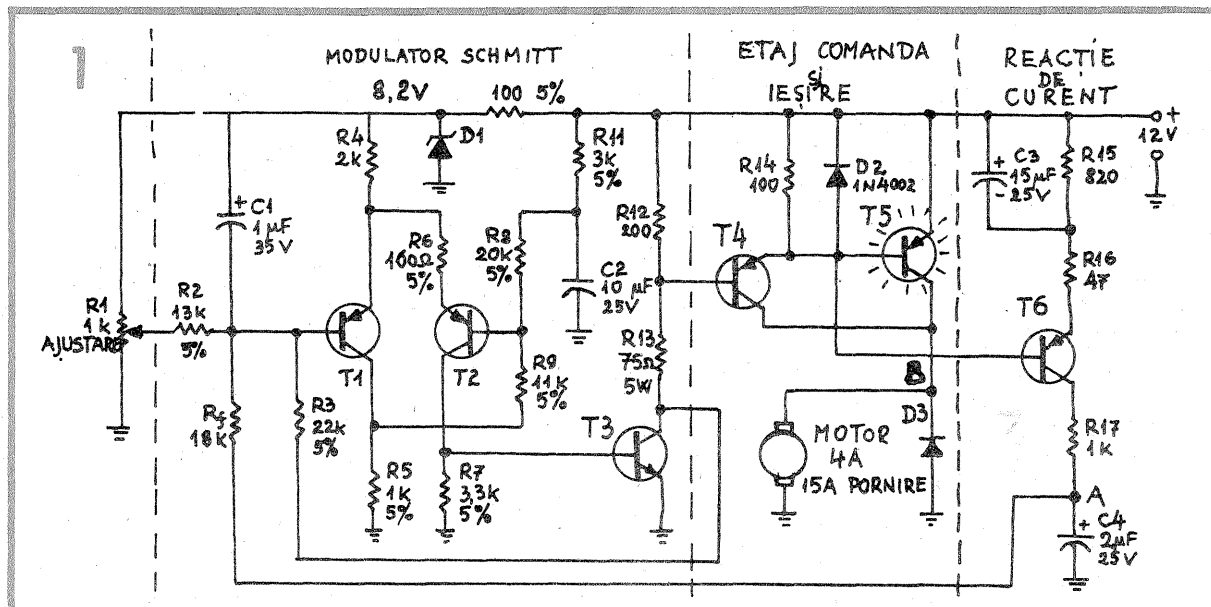 1
MODULATOR SCHMITT
8,2V
100 5%
ETAJ COMANDA
și
IEȘIRE
REACTIE
DE
CURENT
+
12V
R4
2k
D1
R11
3k
5%
R14
100
D2
1N4002
C3
+
15μF
-25V
R15
820
+
C1
1μF
35V
R6
160Ω
5%
R8
20k
5%
R12
200
T4
T5
C2
10μF
25V
R16
47
R1
1k
AJUSTARE
R2
13k
5%
T1
T2
R9
11k
5%
R13
75Ω
5W
T6
B
D3
Rf
18k
R3
22k
5%
T3
MOTOR
4A
15A PORNIRE
R17
1k
R5
1k
5%
R7
3,3k
5%
A
+
C4
2μF
25V